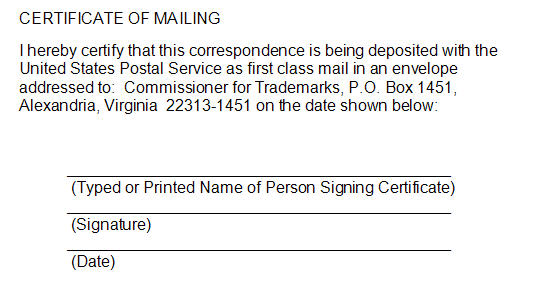 CERTIFICATE OF MAILING
I hereby certify that this correspondence is being deposited with the
United States Postal Service as first class mail in an envelope
addressed to:  Commissioner for Trademarks, P.O. Box 1451,
Alexandria, Virginia  22313-1451 on the date shown below:
(Typed or Printed Name of Person Signing Certificate)
(Signature)
(Date)